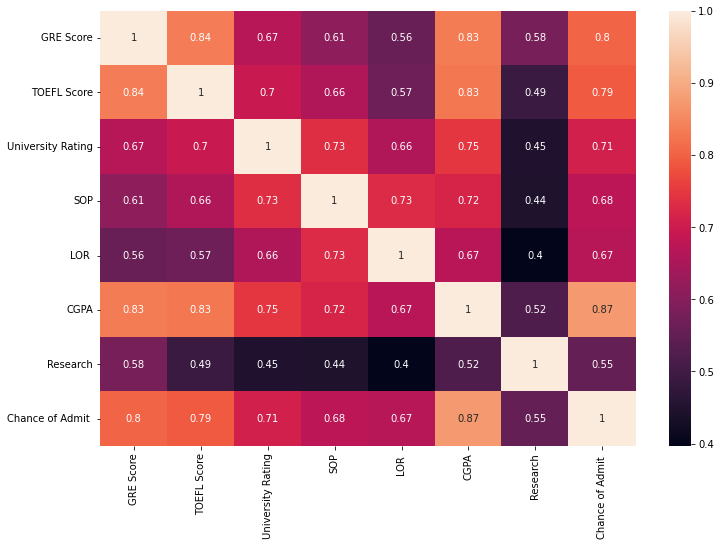 GRE Score 1 0.84 0.67 0.61 0.56 0.83 0.58 0.8
TOEFL Score 0.84 1 0.7 0.66 0.57 0.83 0.49 0.79
University Rating 0.67 0.7 1 0.73 0.66 0.75 0.45 0.71
SOP 0.61 0.66 0.73 1 0.73 0.72 0.44 0.68
LOR 0.56 0.57 0.66 0.73 1 0.67 0.4 0.67
CGPA 0.83 0.83 0.75 0.72 0.67 1 0.52 0.87
Research 0.58 0.49 0.45 0.44 0.4 0.52 1 0.55
Chance of Admit 0.8 0.79 0.71 0.68 0.67 0.87 0.55 1
GRE Score
TOEFL Score
University Rating
SOP
LOR
CGPA
Research
Chance of Admit
1.0
0.9
0.8
0.7
0.6
0.5
0.4